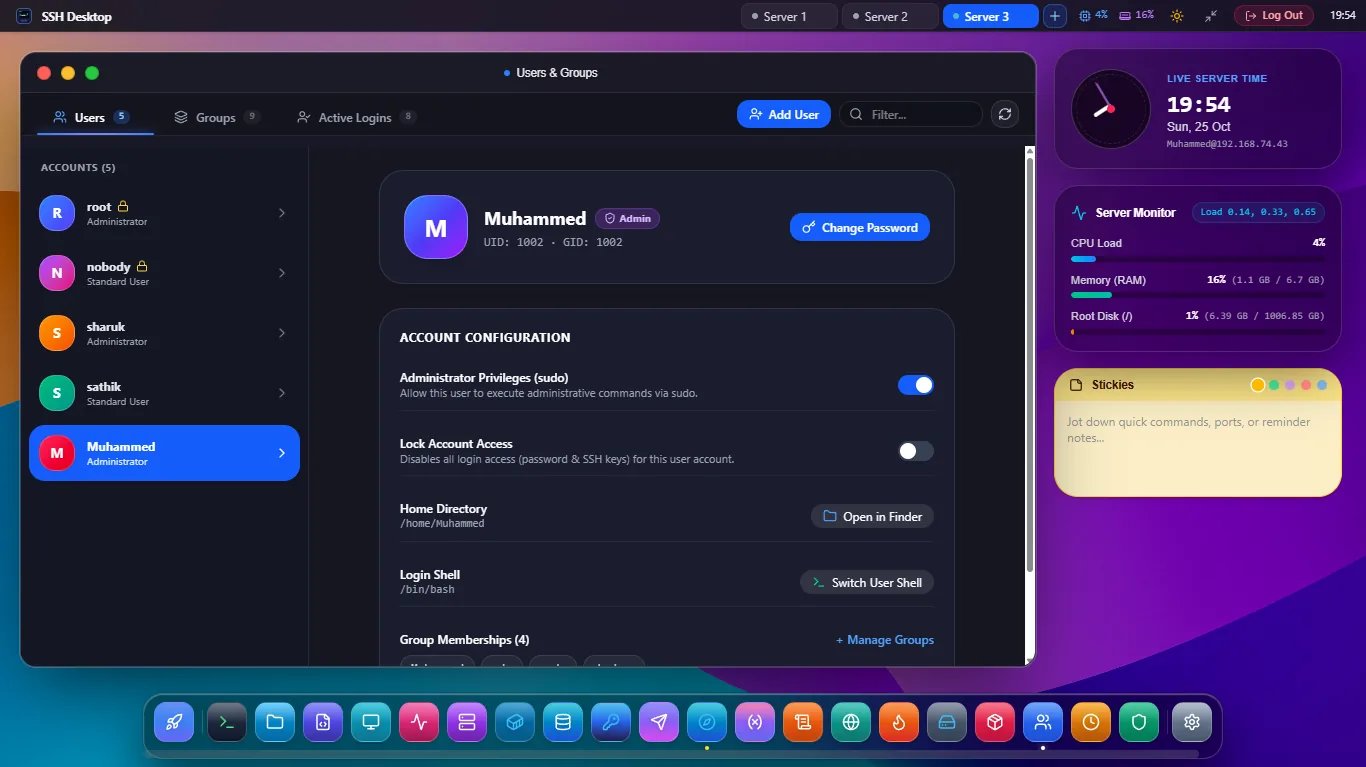 SSH Desktop
Server 1
Server 2
Server 3
4%
16%
Log Out
19:54
Users & Groups
Users 5
Groups 9
Active Logins 8
Add User
Filter...
ACCOUNTS (5)
R
root
Administrator
N
nobody
Standard User
S
sharuk
Administrator
S
sathik
Standard User
M
Muhammed
Administrator
M
Muhammed
Admin
UID: 1002 · GID: 1002
Change Password
ACCOUNT CONFIGURATION
Administrator Privileges (sudo)
Allow this user to execute administrative commands via sudo.
Lock Account Access
Disables all login access (password & SSH keys) for this user account.
Home Directory
/home/Muhammed
Open in Finder
Login Shell
/bin/bash
Switch User Shell
Group Memberships (4)
+ Manage Groups
LIVE SERVER TIME
19:54
Sun, 25 Oct
Muhammed@192.168.74.43
Server Monitor
Load 0.14, 0.33, 0.65
CPU Load
4%
Memory (RAM)
16% (1.1 GB / 6.7 GB)
Root Disk (/)
1% (6.39 GB / 1006.85 GB)
Stickies
Jot down quick commands, ports, or reminder
notes...